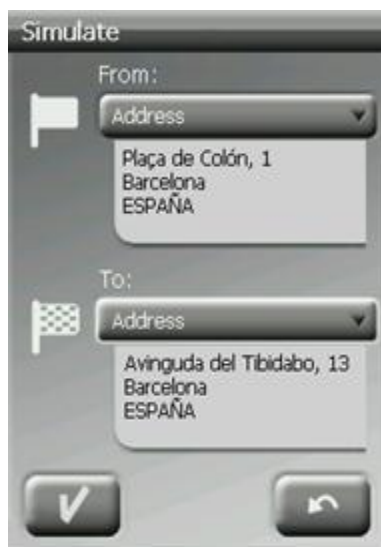 Simulate
From:
Address
Plaça de Colón, 1
Barcelona
ESPAÑA
To:
Address
Avinguda del Tibidabo, 13
Barcelona
ESPAÑA